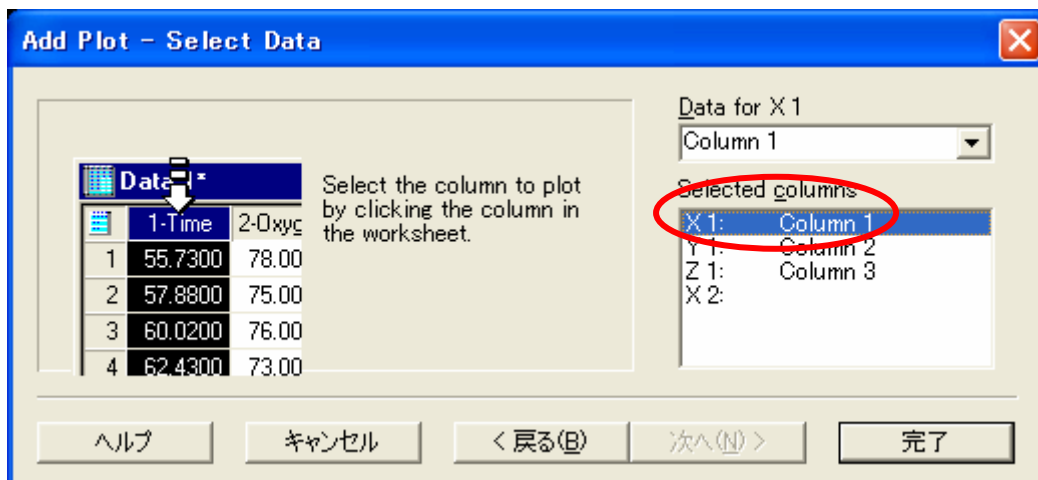 Add Plot - Select Data
Data for X 1
Column 1
Selected columns
X 1: Column 1
Y 1: Column 2
Z 1: Column 3
X 2:
Select the column to plot
by clicking the column in
the worksheet.
1-Time 2-Oxyg
1 55.7300 78.00
2 57.8800 75.00
3 60.0200 76.00
4 62.4300 73.00
ヘルプ キャンセル < 戻る(B) 次へ(N) > 完了